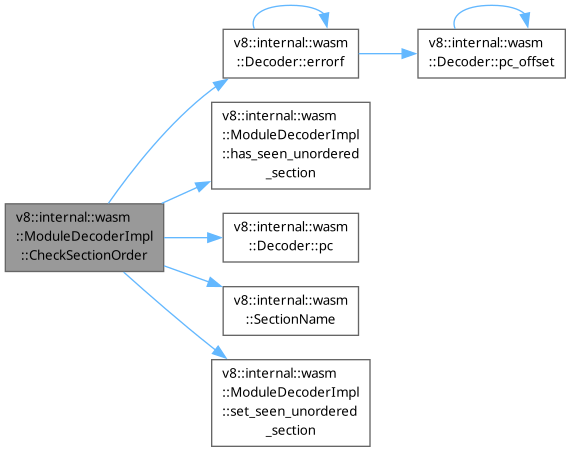 v8::internal::wasm
::Decoder::errorf
v8::internal::wasm
::Decoder::pc_offset
v8::internal::wasm
::ModuleDecoderImpl
::has_seen_unordered
_section
v8::internal::wasm
::ModuleDecoderImpl
::CheckSectionOrder
v8::internal::wasm
::Decoder::pc
v8::internal::wasm
::SectionName
v8::internal::wasm
::ModuleDecoderImpl
::set_seen_unordered
_section